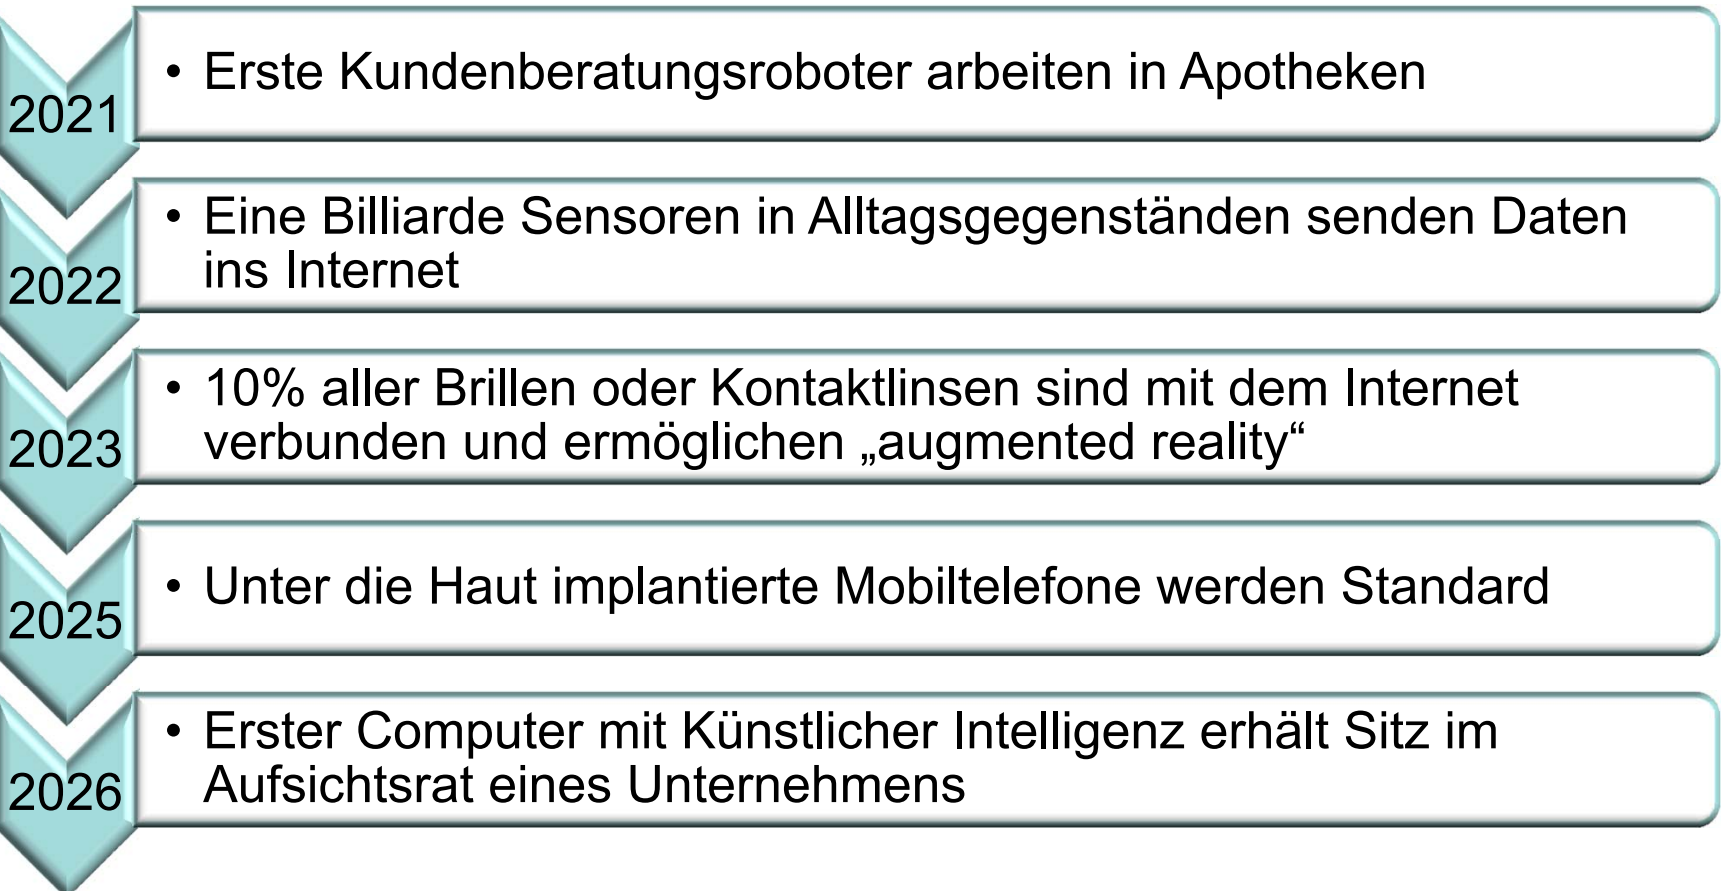 2021
• Erste Kundenberatungsroboter arbeiten in Apotheken
2022
• Eine Billiarde Sensoren in Alltagsgegenständen senden Daten
ins Internet
2023
• 10% aller Brillen oder Kontaktlinsen sind mit dem Internet
verbunden und ermöglichen „augmented reality“
2025
• Unter die Haut implantierte Mobiltelefone werden Standard
2026
• Erster Computer mit Künstlicher Intelligenz erhält Sitz im
Aufsichtsrat eines Unternehmens